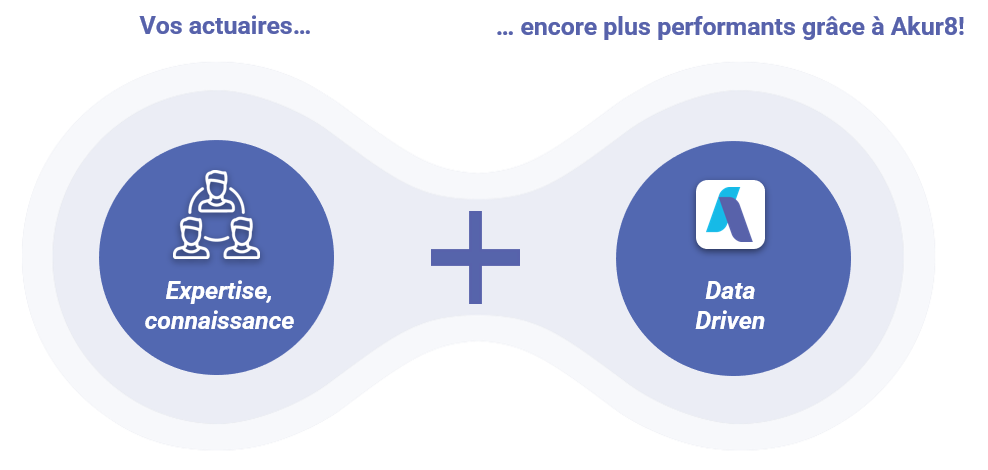 Vos actuaires…
… encore plus performants grâce à Akur8!
Expertise,
connaissance
Data
Driven